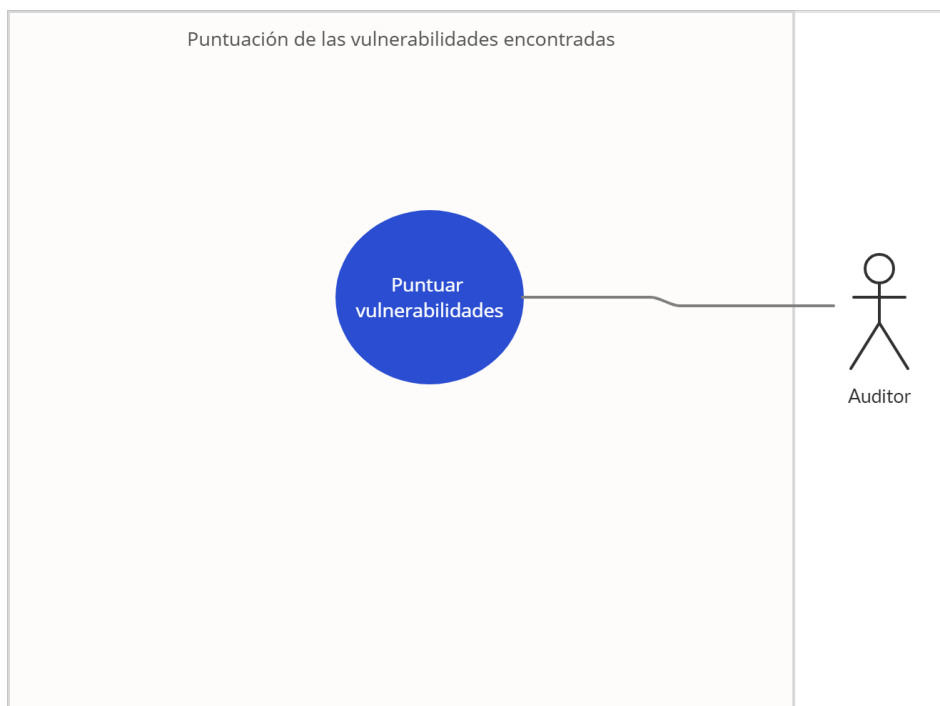 Puntuación de las vulnerabilidades encontradas
Puntuar
vulnerabilidades
Auditor